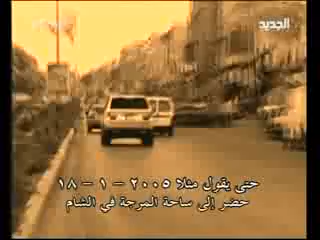 الجديد
حتى يقول مثلا ٢٠٠٥ – ١ – ١٨
حضر إلى ساحة المرجة في الشام